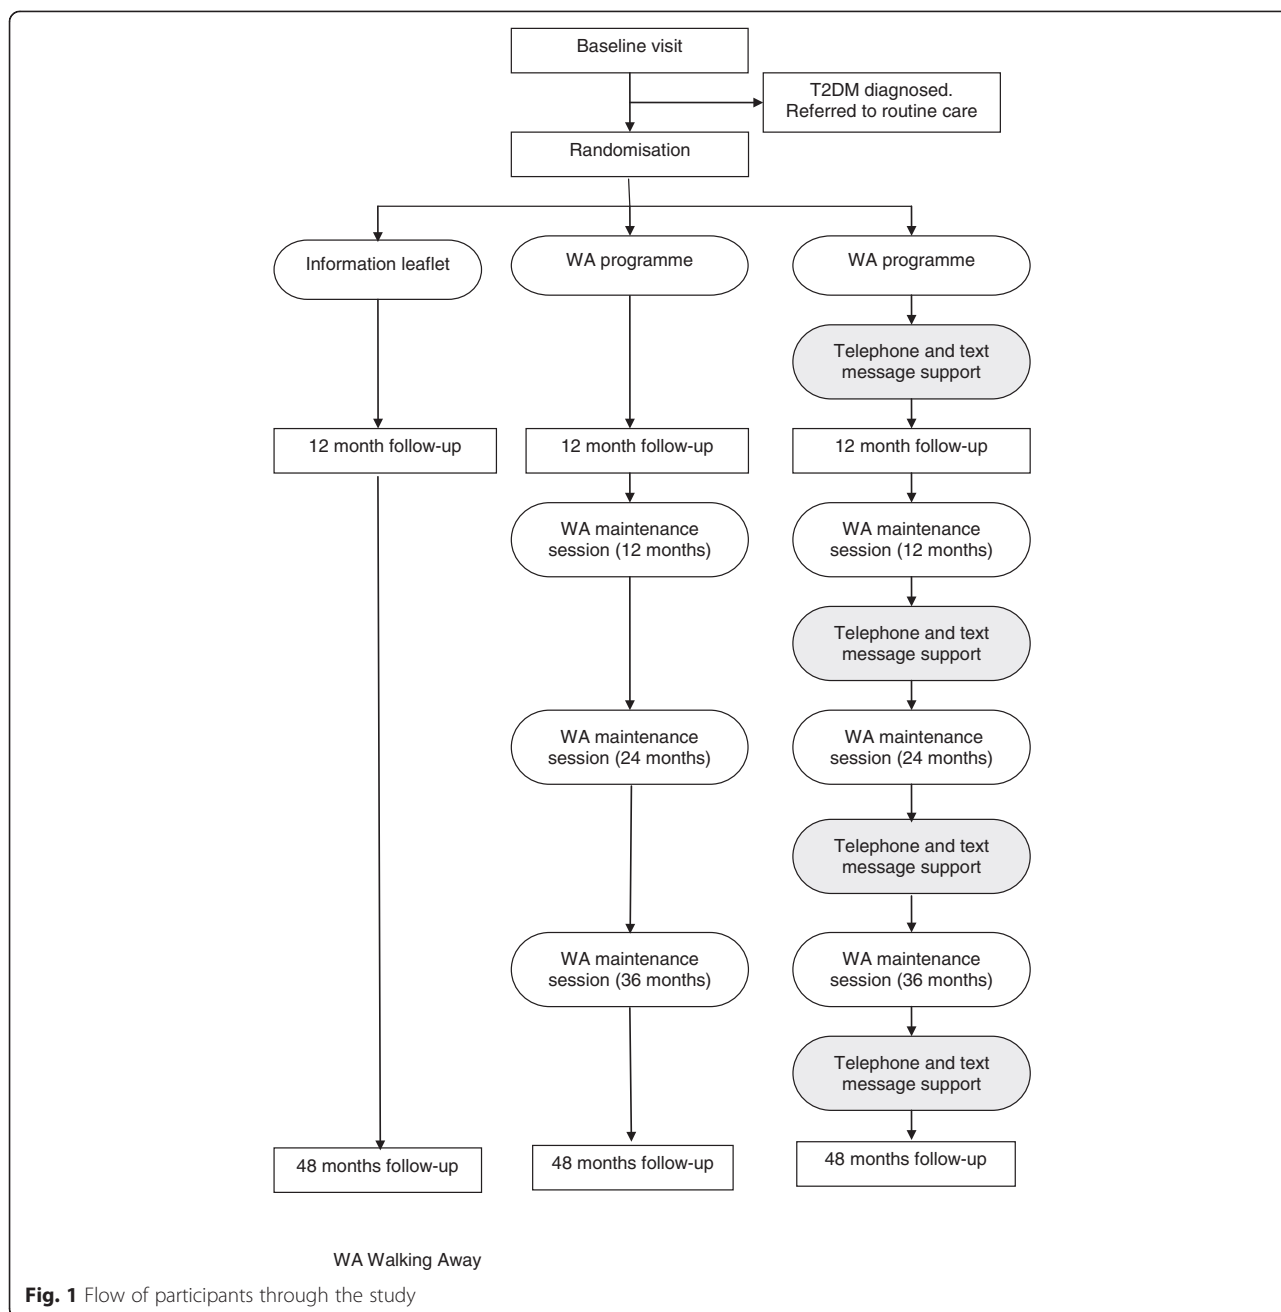 Baseline visit
T2DM diagnosed.
Referred to routine care
Randomisation
Information leaflet
WA programme
WA programme
Telephone and text
message support
12 month follow-up
12 month follow-up
12 month follow-up
WA maintenance
session (12 months)
WA maintenance
session (12 months)
Telephone and text
message support
WA maintenance
session (24 months)
WA maintenance
session (24 months)
Telephone and text
message support
WA maintenance
session (36 months)
WA maintenance
session (36 months)
Telephone and text
message support
48 months follow-up
48 months follow-up
48 months follow-up
WA Walking Away
Fig. 1 Flow of participants through the study